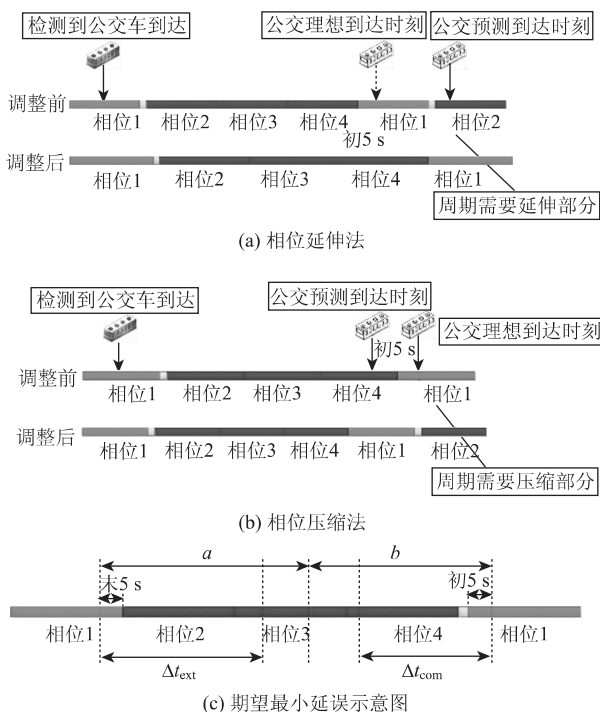 检测到公交车到达 公交理想到达时刻 公交预测到达时刻
调整前
相位1 相位2 相位3 相位4 相位1 相位2
初5 s
调整后
相位1 相位2 相位3 相位4 相位1
周期需要延伸部分
(a) 相位延伸法
检测到公交车到达 公交预测到达时刻
公交理想到达时刻
初5 s
调整前
相位1 相位2 相位3 相位4 相位1
调整后
相位1 相位2 相位3 相位4 相位1 相位2
周期需要压缩部分
(b) 相位压缩法
a b
末5 s 初5 s
相位1 相位2 相位3 相位4 相位1
Δt_ext Δt_com
(c) 期望最小延误示意图